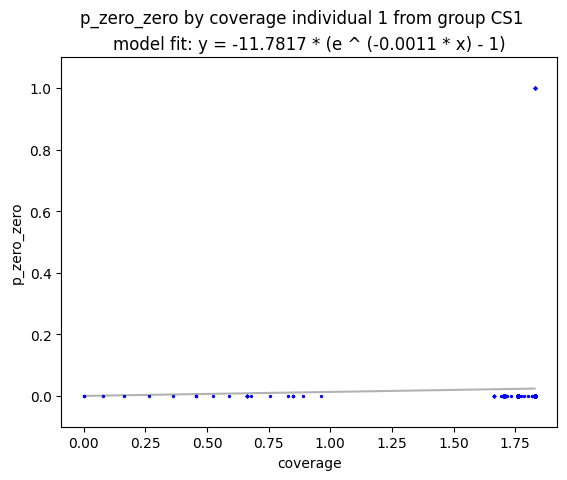 p_zero_zero by coverage individual 1 from group CS1
model fit: y = -11.7817 * (e ^ (-0.0011 * x) - 1)
1.0
0.8
0.6
0.4
0.2
0.0
p_zero_zero
0.00 0.25 0.50 0.75 1.00 1.25 1.50 1.75
coverage